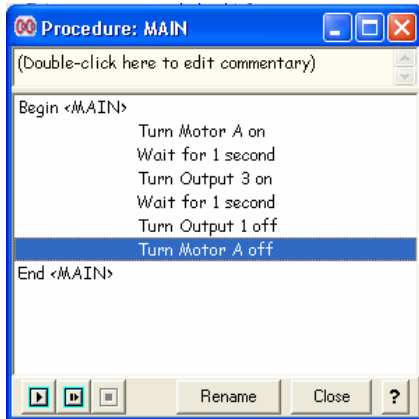 Procedure: MAIN
(Double-click here to edit commentary)
Begin <MAIN>
Turn Motor A on
Wait for 1 second
Turn Output 3 on
Wait for 1 second
Turn Output 1 off
Turn Motor A off
End <MAIN>
Rename Close ?